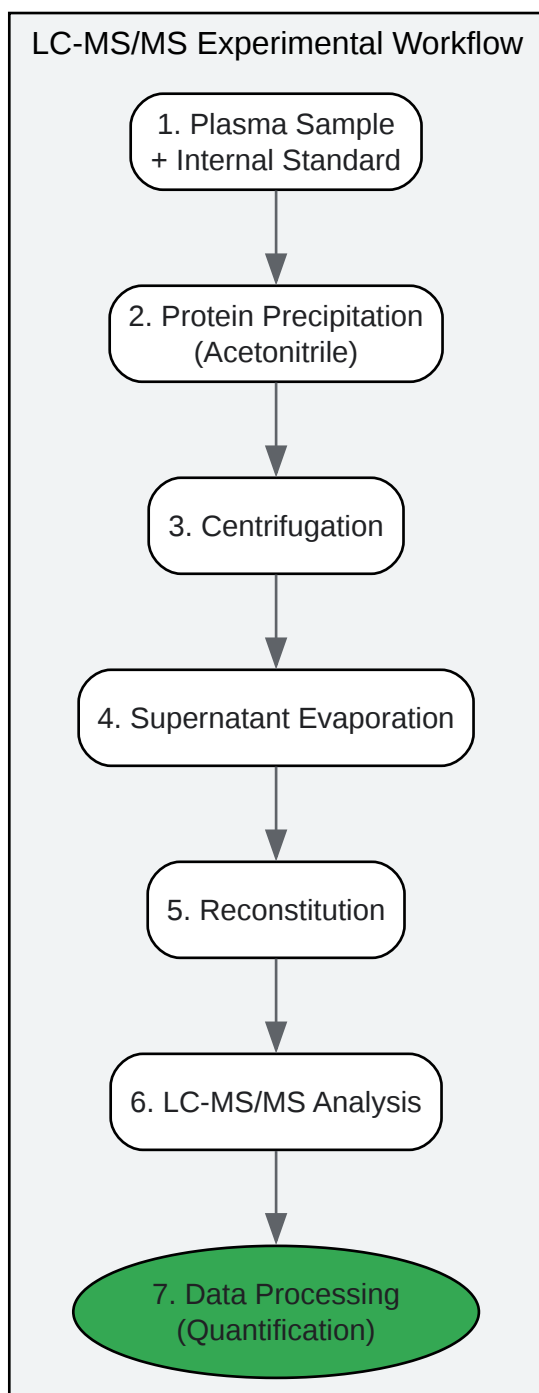 LC-MS/MS Experimental Workflow
1. Plasma Sample
+ Internal Standard
2. Protein Precipitation
(Acetonitrile)
3. Centrifugation
4. Supernatant Evaporation
5. Reconstitution
6. LC-MS/MS Analysis
7. Data Processing
(Quantification)